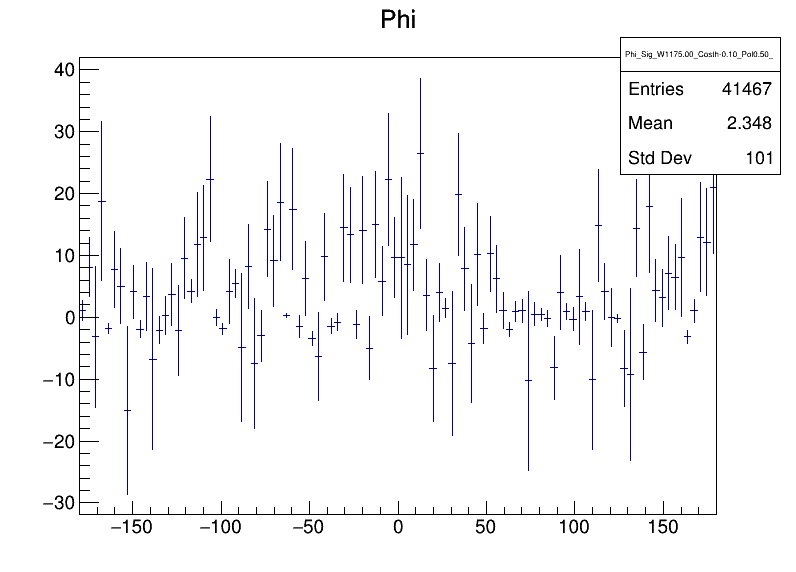 Phi
Phi_Sig_W1175.00_Costh-0.10_Pol0.50_
Entries 41467
Mean 2.348
Std Dev 101
40
30
20
10
0
−10
−20
−30
−150 −100 −50 0 50 100 150